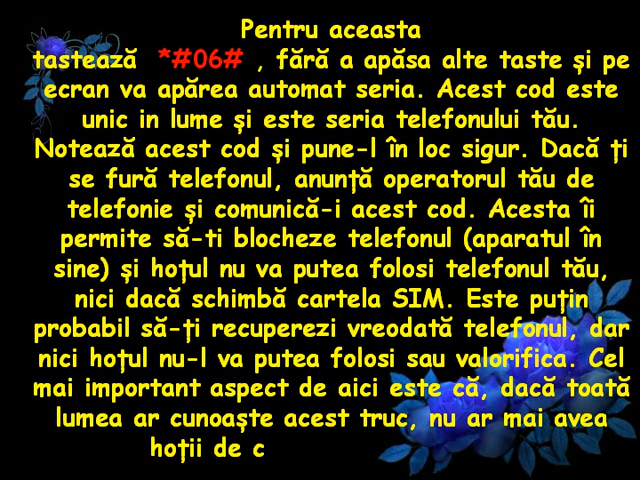 Pentru aceasta
tastează *#06# , fără a apăsa alte taste și pe
ecran va apărea automat seria. Acest cod este
unic in lume și este seria telefonului tău.
Notează acest cod și pune-l în loc sigur. Dacă ți
se fură telefonul, anunță operatorul tău de
telefonie și comunică-i acest cod. Acesta îi
permite să-ti blocheze telefonul (aparatul în
sine) și hoțul nu va putea folosi telefonul tău,
nici dacă schimbă cartela SIM. Este puțin
probabil să-ți recuperezi vreodată telefonul, dar
nici hoțul nu-l va putea folosi sau valorifica. Cel
mai important aspect de aici este că, dacă toată
lumea ar cunoaște acest truc, nu ar mai avea
hoții de c